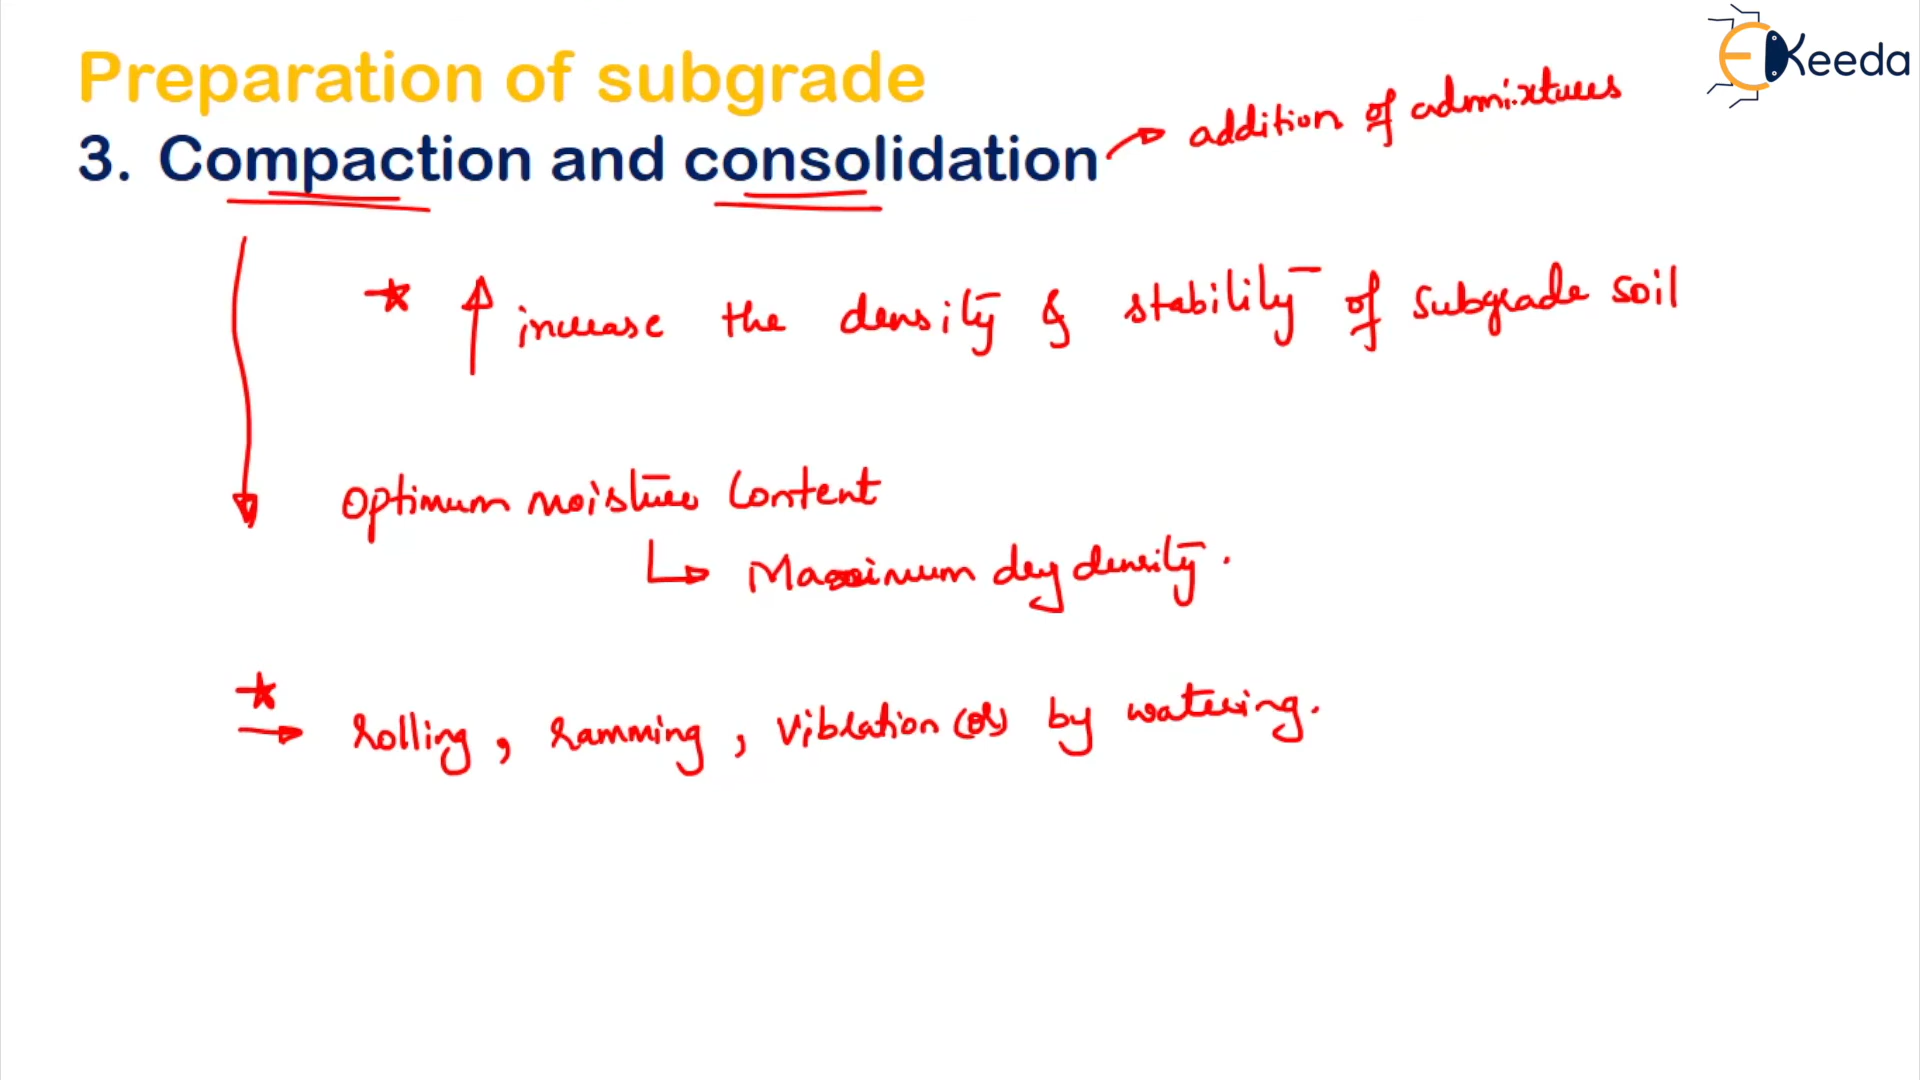 Preparation of subgrade
EKeeda
3. Compaction and consolidation → addition of admixtures
* ↑ increase the density & stability of subgrade soil
Optimum moisture content
↳ Maximum dry density.
* → rolling, ramming, vibration (or) by watering.